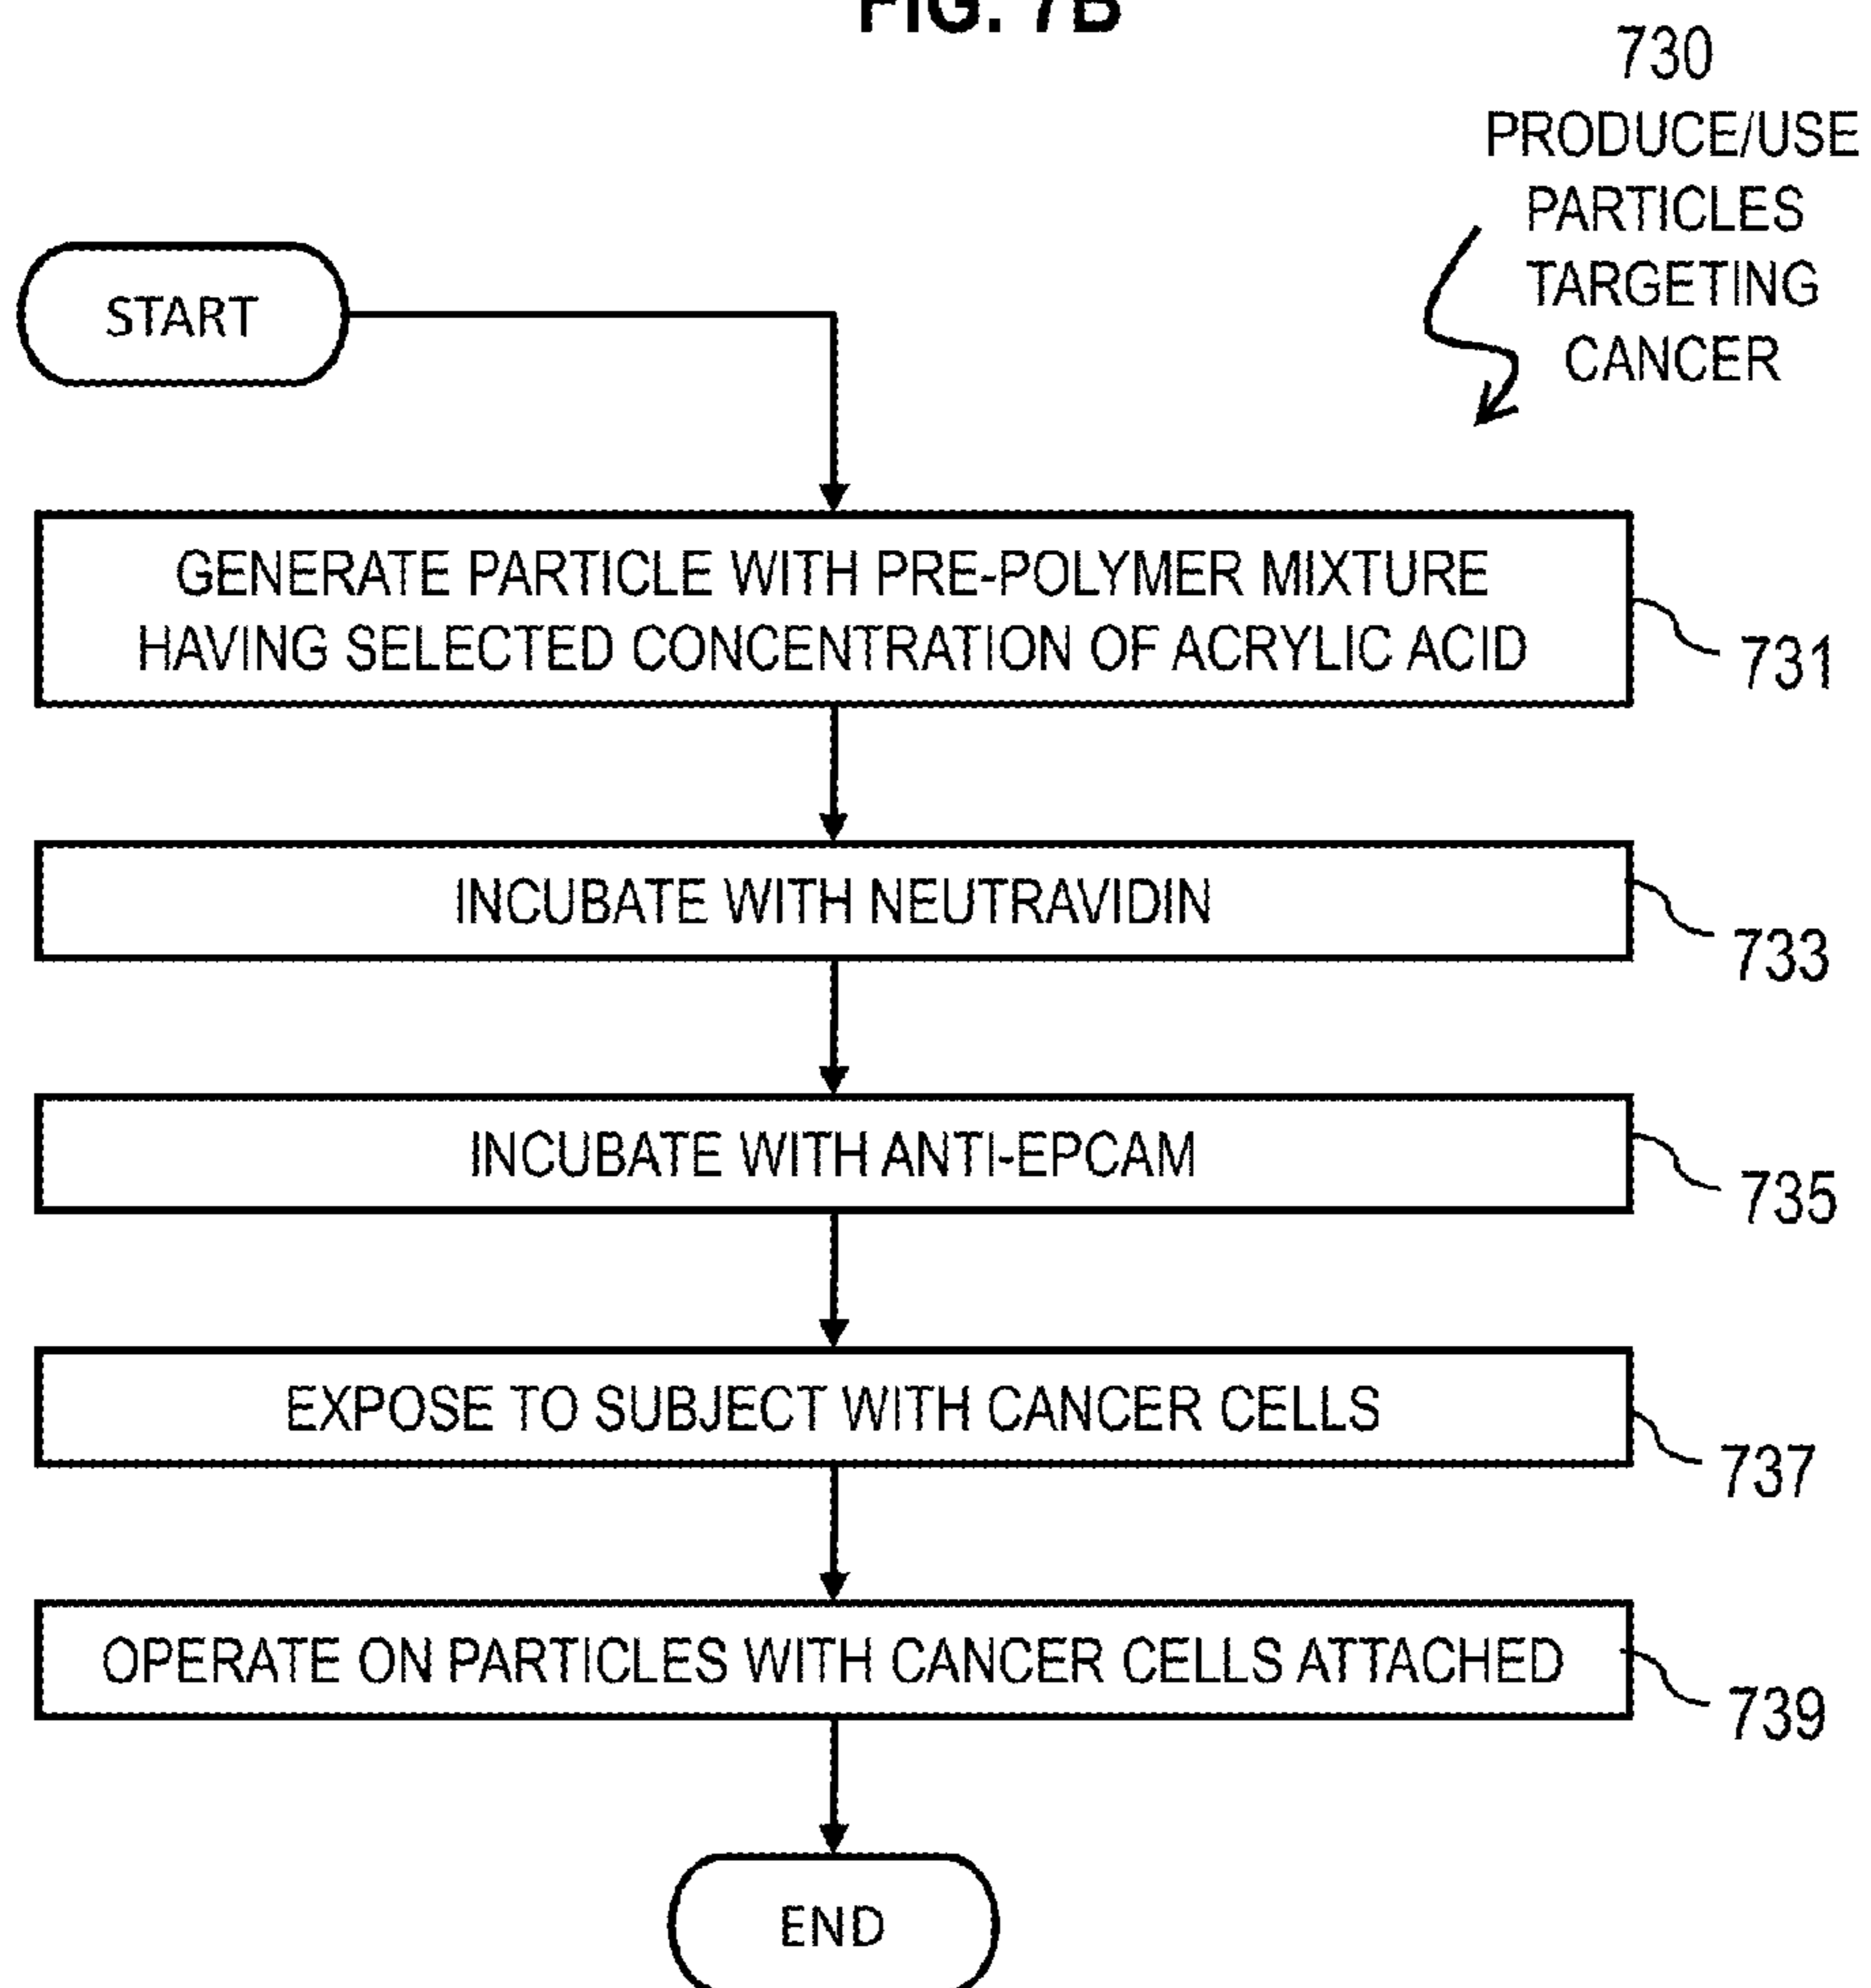 FIG. 7B
730
PRODUCE/USE
PARTICLES
TARGETING
CANCER
START
GENERATE PARTICLE WITH PRE-POLYMER MIXTURE
HAVING SELECTED CONCENTRATION OF ACRYLIC ACID
731
INCUBATE WITH NEUTRAVIDIN
733
INCUBATE WITH ANTI-EPCAM
735
EXPOSE TO SUBJECT WITH CANCER CELLS
737
OPERATE ON PARTICLES WITH CANCER CELLS ATTACHED
739
END